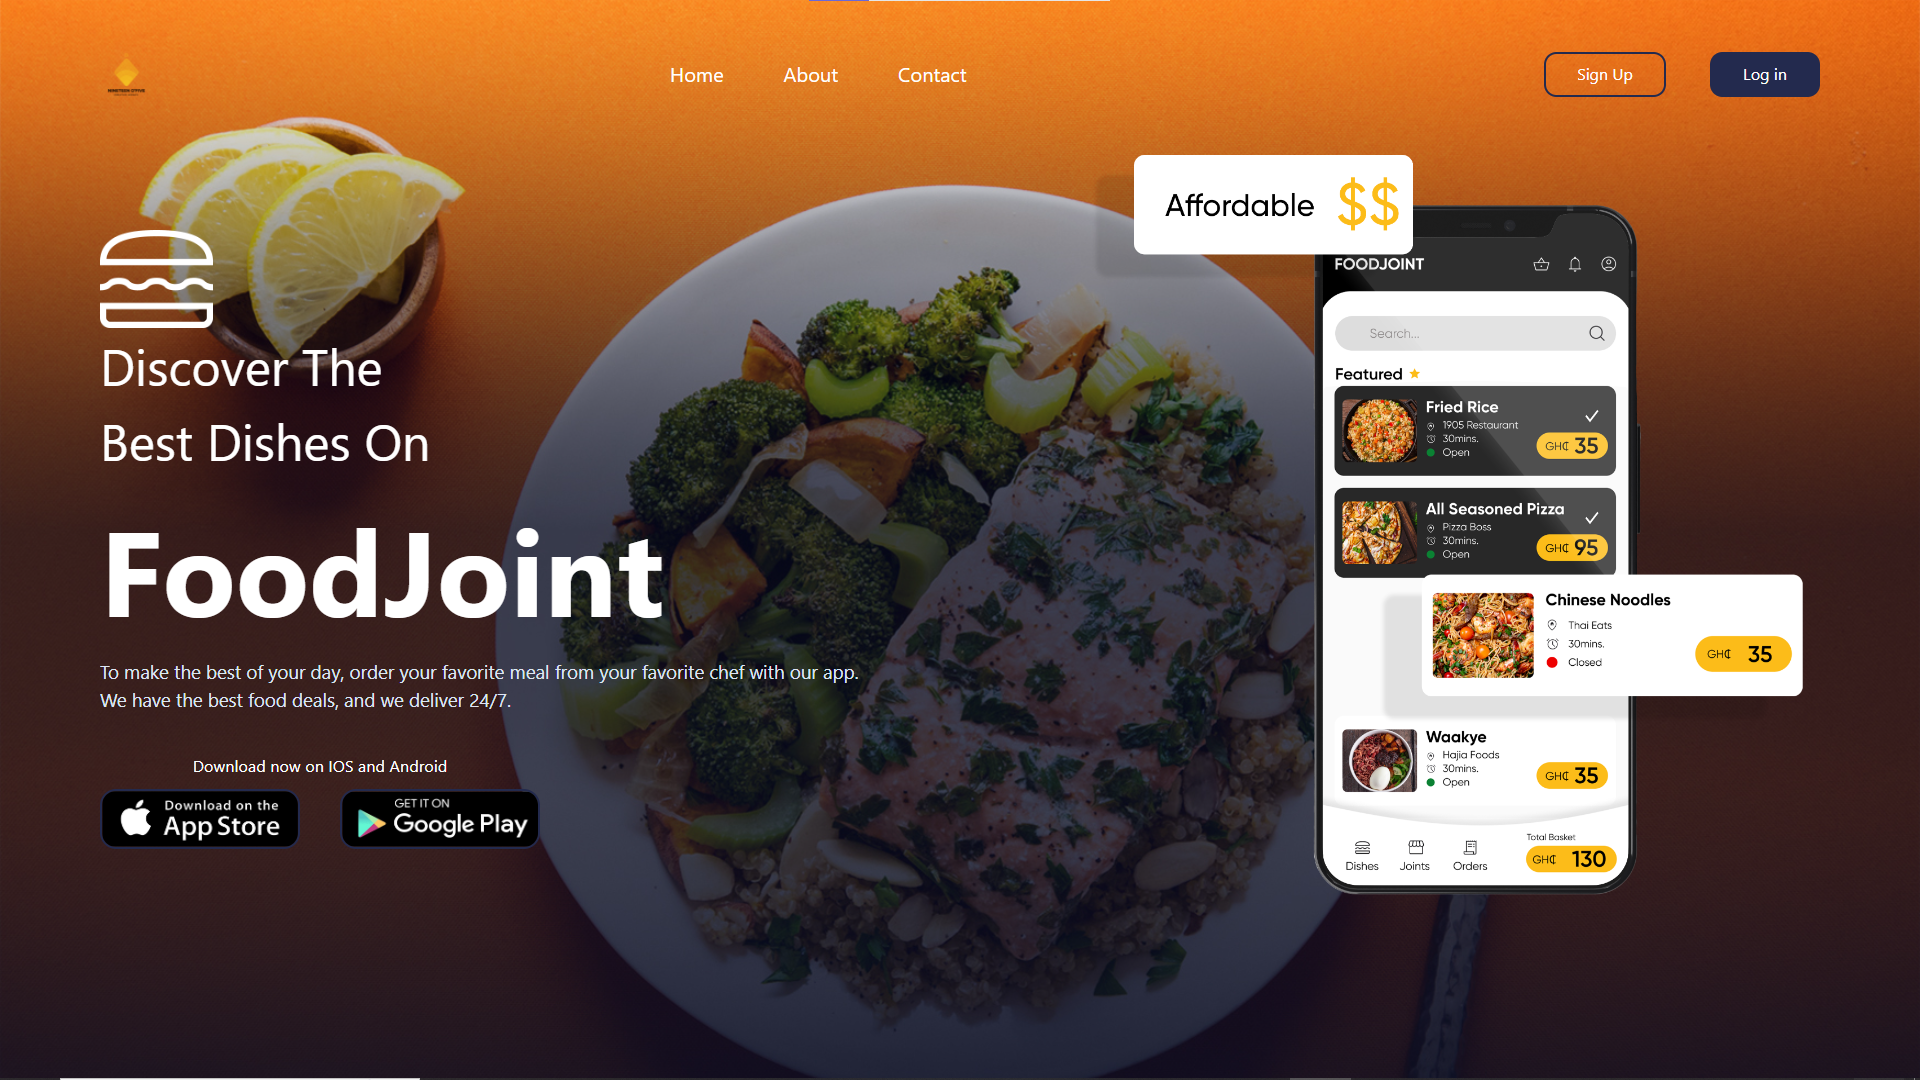 Home
About
Contact
Sign Up
Log in
Affordable $$
Discover The
Best Dishes On
FoodJoint
To make the best of your day, order your favorite meal from your favorite chef with our app.
We have the best food deals, and we deliver 24/7.
Download now on IOS and Android
Download on the
App Store
GET IT ON
Google Play
FOODJOINT
Search...
Featured
Fried Rice
1905 Restaurant
30mins.
Open
GH₵ 35
All Seasoned Pizza
Pizza Boss
30mins.
Open
GH₵ 95
Chinese Noodles
Thai Eats
30mins.
Closed
GH₵ 35
Waakye
Hajia Foods
30mins.
Open
GH₵ 35
Dishes
Joints
Orders
Total Basket
GH₵ 130